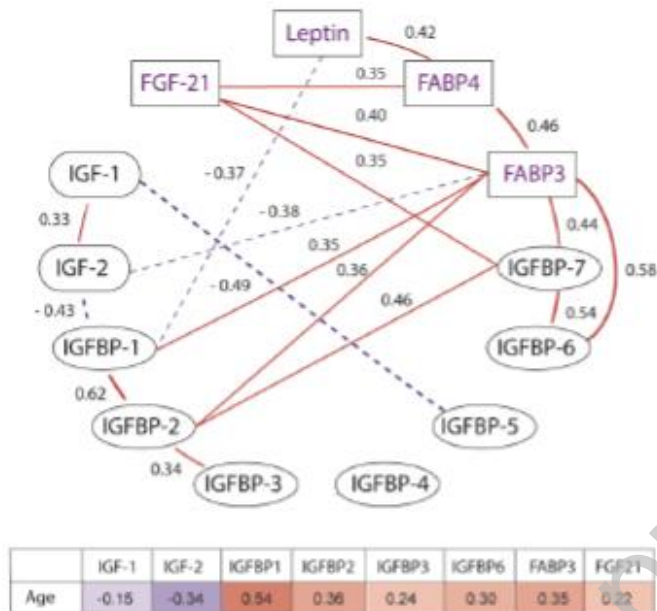 Leptin
0.42
FGF-21
0.35
FABP4
0.40
0.46
0.35
IGF-1
- 0.37
FABP3
0.33
- 0.38
0.44
IGF-2
0.35
IGFBP-7
0.58
- 0.49
0.36
- 0.43
0.46
0.54
IGFBP-1
IGFBP-6
0.62
IGFBP-2
IGFBP-5
0.34
IGFBP-3
IGFBP-4
IGF-1 IGF-2 IGFBP1 IGFBP2 IGFBP3 IGFBP6 FABP3 FGF21
Age -0.15 -0.34 0.54 0.36 0.24 0.30 0.35 0.22